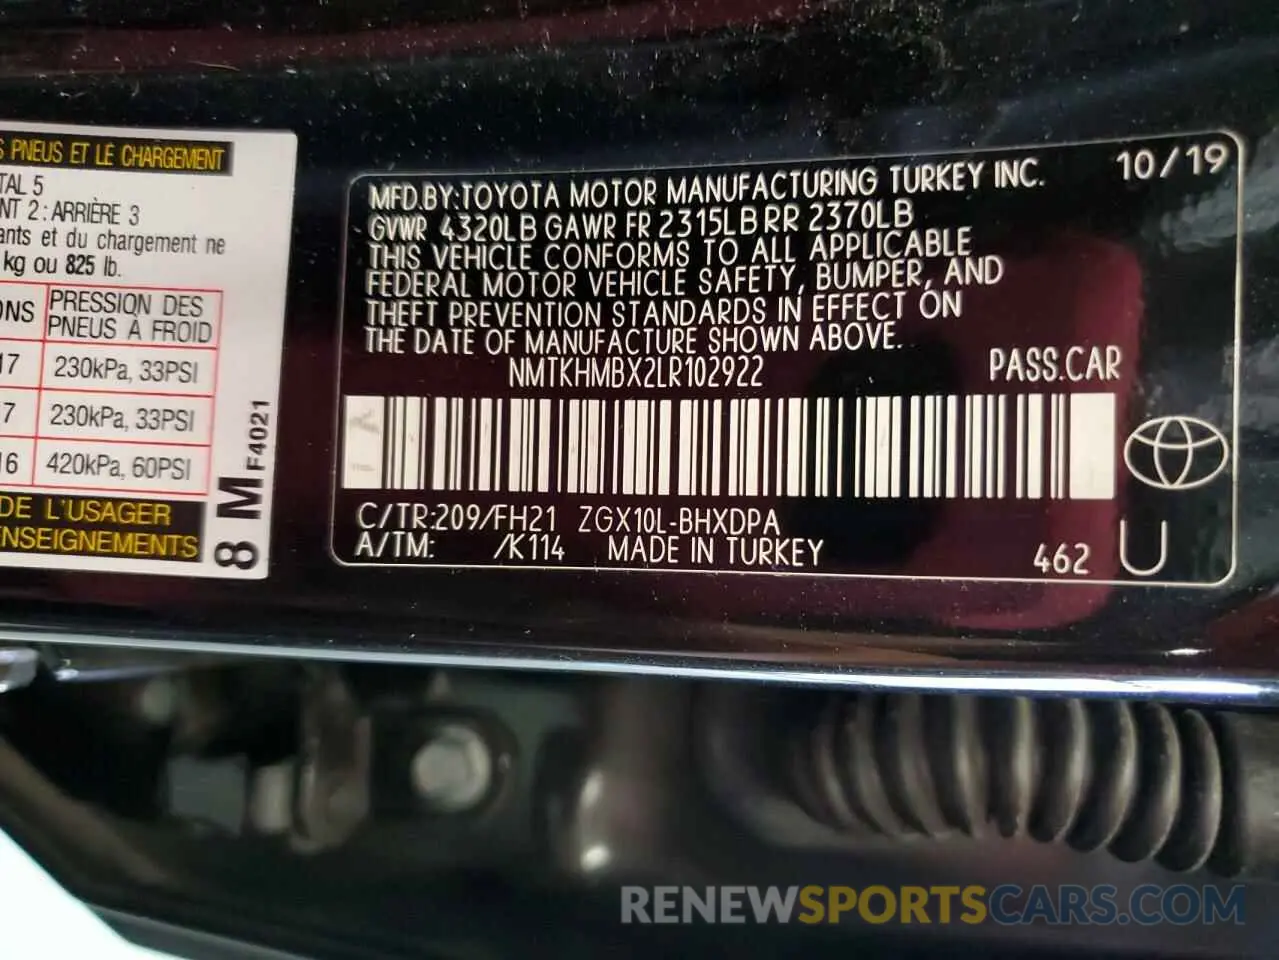 S PNEUS ET LE CHARGEMENT
TAL 5
NT 2 : ARRIÈRE 3
ants et du chargement ne
kg ou 825 lb.
ONS PRESSION DES
PNEUS À FROID
17 230kPa, 33PSI
7 230kPa, 33PSI
16 420kPa, 60PSI
DE L'USAGER
ENSEIGNEMENTS
8 M F4021
MFD.BY:TOYOTA MOTOR MANUFACTURING TURKEY INC. 10/19
GVWR 4320LB GAWR FR 2315LB RR 2370LB
THIS VEHICLE CONFORMS TO ALL APPLICABLE
FEDERAL MOTOR VEHICLE SAFETY, BUMPER, AND
THEFT PREVENTION STANDARDS IN EFFECT ON
THE DATE OF MANUFACTURE SHOWN ABOVE.
NMTKHMBX2LR102922 PASS.CAR
C/TR:209/FH21 ZGX10L-BHXDPA
A/TM: /K114 MADE IN TURKEY 462 U
RENEWSPORTSCARS.COM